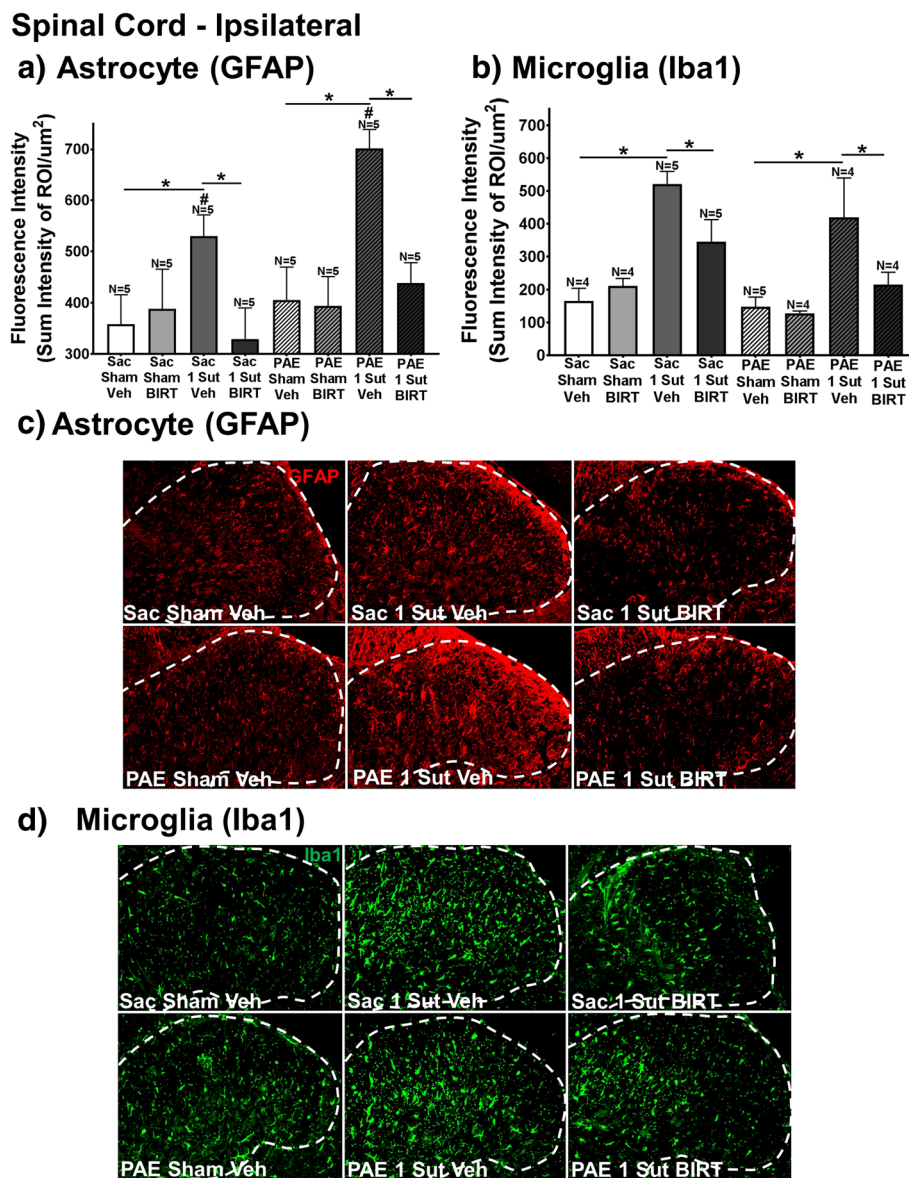 Spinal Cord - Ipsilateral
a) Astrocyte (GFAP)
Fluorescence Intensity
(Sum Intensity of ROI/um²)
700
600
500
400
300
*
*
*
*
#
#
N=5
N=5
N=5
N=5
N=5
N=5
N=5
N=5
Sac Sham Veh
Sac Sham BIRT
Sac 1 Sut Veh
Sac 1 Sut BIRT
PAE Sham Veh
PAE Sham BIRT
PAE 1 Sut Veh
PAE 1 Sut BIRT
b) Microglia (Iba1)
Fluorescence Intensity
(Sum Intensity of ROI/um²)
700
600
500
400
300
200
100
0
*
*
*
*
N=4
N=4
N=5
N=5
N=5
N=4
N=4
N=4
Sac Sham Veh
Sac Sham BIRT
Sac 1 Sut Veh
Sac 1 Sut BIRT
PAE Sham Veh
PAE Sham BIRT
PAE 1 Sut Veh
PAE 1 Sut BIRT
c) Astrocyte (GFAP)
GFAP
Sac Sham Veh
Sac 1 Sut Veh
Sac 1 Sut BIRT
PAE Sham Veh
PAE 1 Sut Veh
PAE 1 Sut BIRT
d) Microglia (Iba1)
Iba1
Sac Sham Veh
Sac 1 Sut Veh
Sac 1 Sut BIRT
PAE Sham Veh
PAE 1 Sut Veh
PAE 1 Sut BIRT